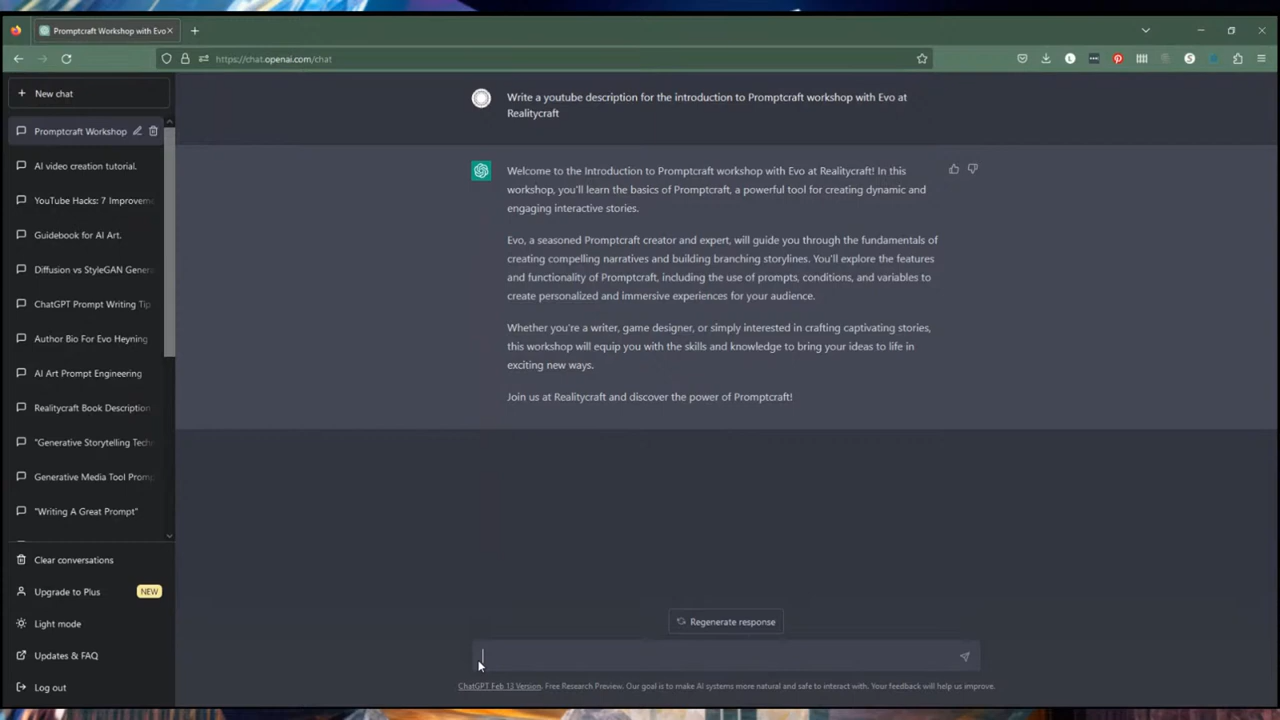 Promptcraft Workshop with Evo
https://chat.openai.com/chat
New chat
Promptcraft Workshop
AI video creation tutorial.
YouTube Hacks: 7 Improvem
Guidebook for AI Art.
Diffusion vs StyleGAN Gener
ChatGPT Prompt Writing Tip
Author Bio For Evo Heyning
AI Art Prompt Engineering
Realitycraft Book Description
"Generative Storytelling Tech
Generative Media Tool Promp
"Writing A Great Prompt"
Clear conversations
Upgrade to Plus NEW
Light mode
Updates & FAQ
Log out
Write a youtube description for the introduction to Promptcraft workshop with Evo at
Realitycraft
Welcome to the Introduction to Promptcraft workshop with Evo at Realitycraft! In this
workshop, you'll learn the basics of Promptcraft, a powerful tool for creating dynamic and
engaging interactive stories.
Evo, a seasoned Promptcraft creator and expert, will guide you through the fundamentals of
creating compelling narratives and building branching storylines. You'll explore the features
and functionality of Promptcraft, including the use of prompts, conditions, and variables to
create personalized and immersive experiences for your audience.
Whether you're a writer, game designer, or simply interested in crafting captivating stories,
this workshop will equip you with the skills and knowledge to bring your ideas to life in
exciting new ways.
Join us at Realitycraft and discover the power of Promptcraft!
Regenerate response
ChatGPT Feb 13 Version. Free Research Preview. Our goal is to make AI systems more natural and safe to interact with. Your feedback will help us improve.